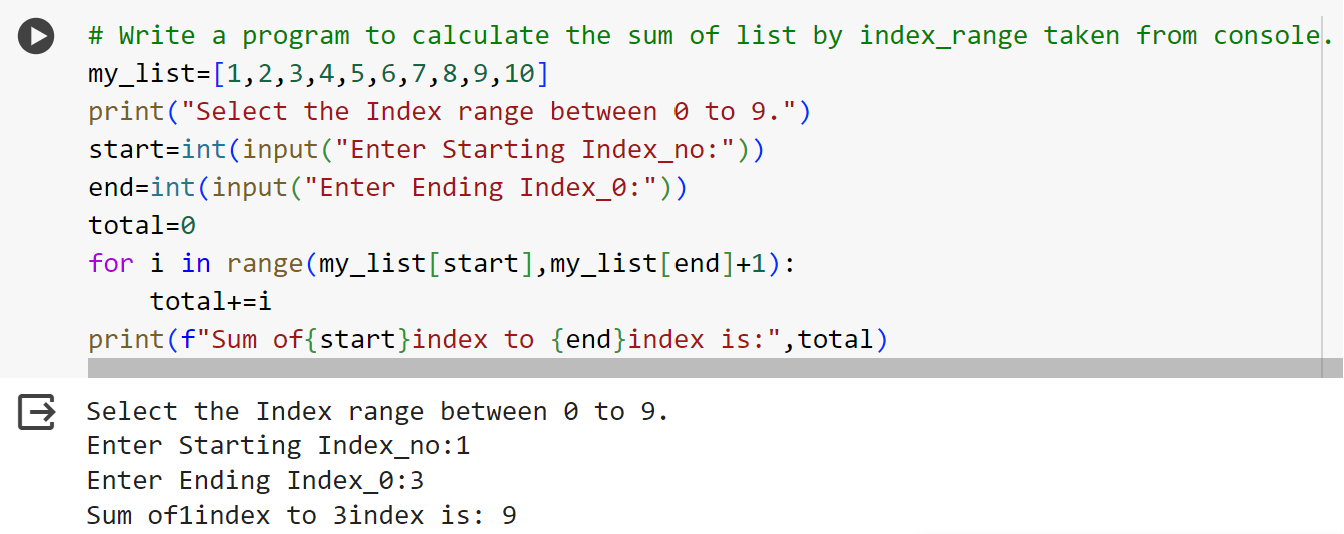 # Write a program to calculate the sum of list by index_range taken from console.
my_list=[1,2,3,4,5,6,7,8,9,10]
print("Select the Index range between 0 to 9.")
start=int(input("Enter Starting Index_no:"))
end=int(input("Enter Ending Index_0:"))
total=0
for i in range(my_list[start],my_list[end]+1):
    total+=i
print(f"Sum of{start}index to {end}index is:",total)
Select the Index range between 0 to 9.
Enter Starting Index_no:1
Enter Ending Index_0:3
Sum of1index to 3index is: 9